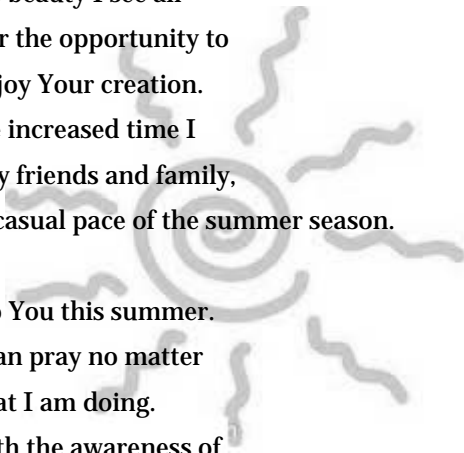 beauty I see all
r the opportunity to
joy Your creation.
increased time I
y friends and family,
casual pace of the summer season.
You this summer.
an pray no matter
at I am doing.
th the awareness of